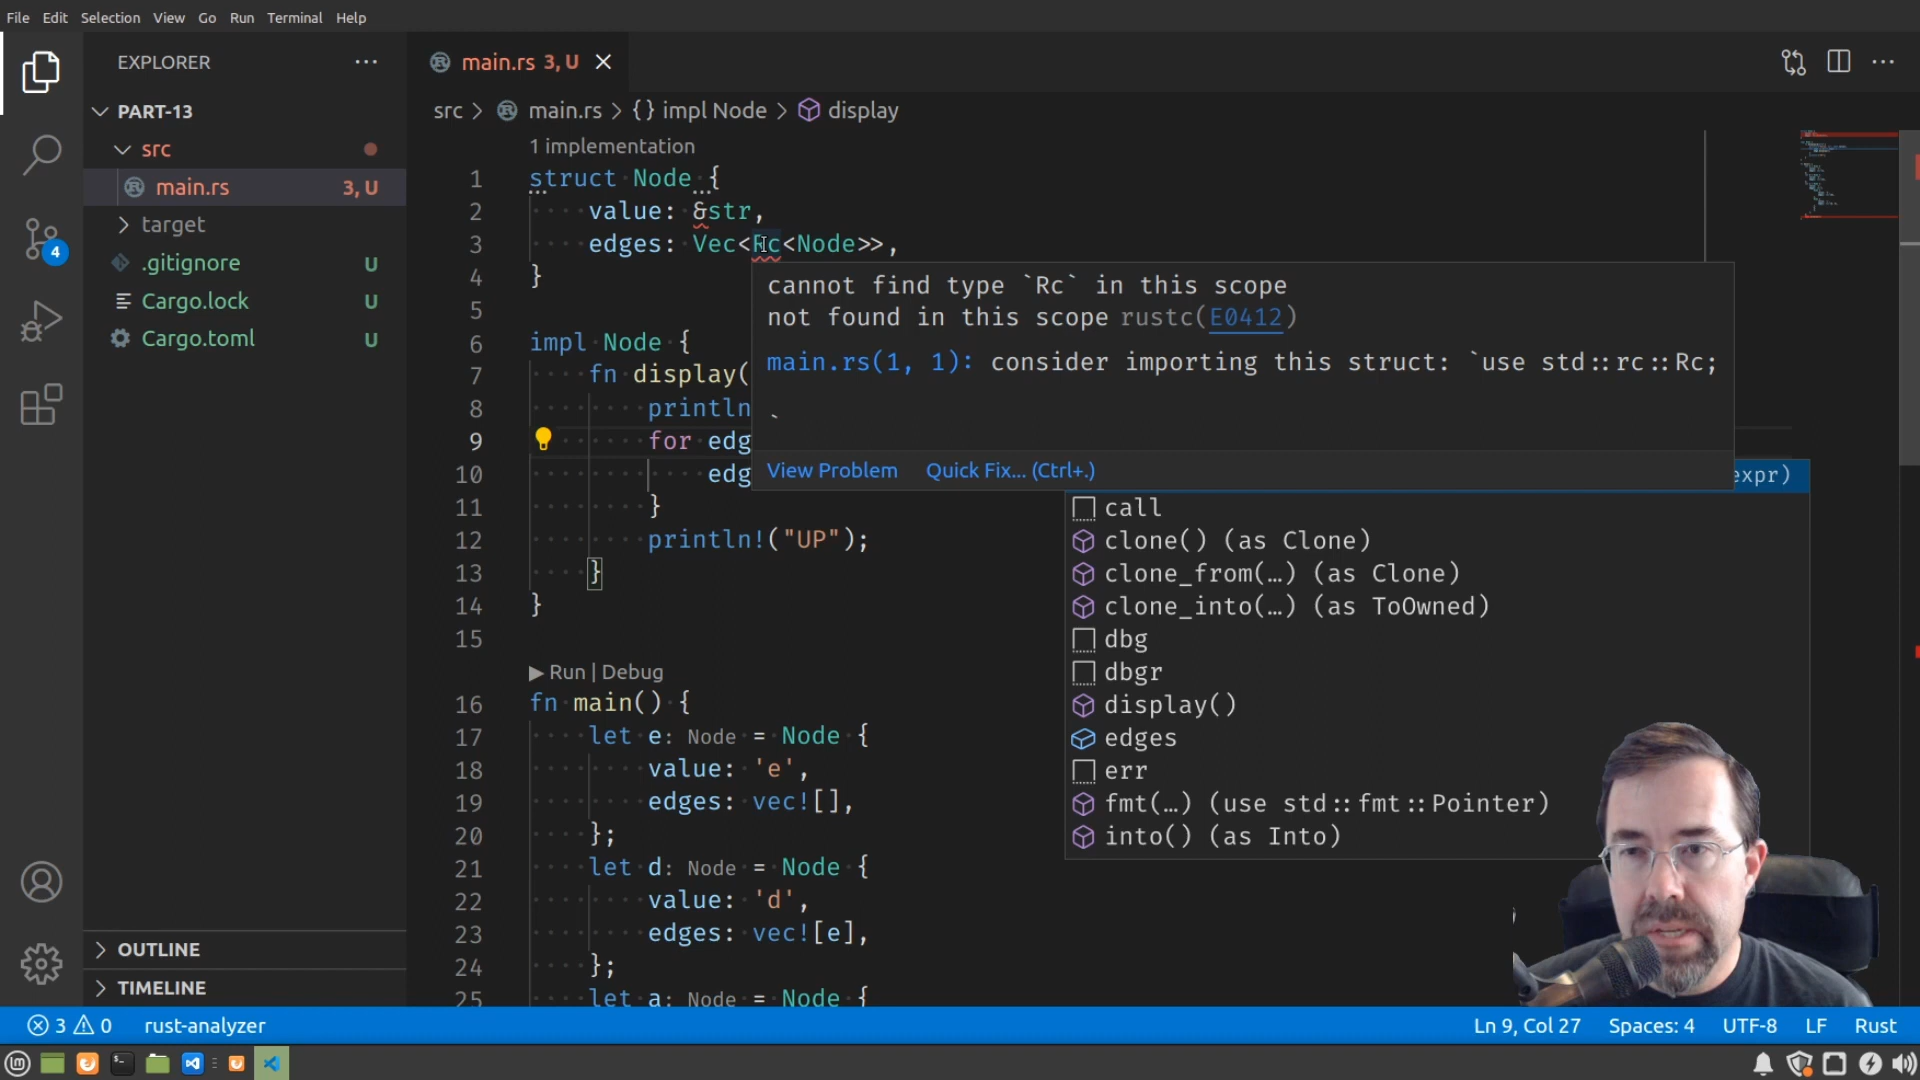 File Edit Selection View Go Run Terminal Help
EXPLORER
main.rs 3, U
PART-13
src
main.rs 3, U
target
.gitignore U
Cargo.lock U
Cargo.toml U
OUTLINE
TIMELINE
src > main.rs > {} impl Node > display
1 implementation
1 struct Node {
2 value: &str,
3 edges: Vec<Rc<Node>>,
4 }
5
6 impl Node {
7 fn display(
8 println
9 for edg
10 edg
11 }
12 println!("UP");
13 }
14 }
15
▶ Run | Debug
16 fn main() {
17 let e: Node = Node {
18 value: 'e',
19 edges: vec![],
20 };
21 let d: Node = Node {
22 value: 'd',
23 edges: vec![e],
24 };
25 let a: Node = Node {
cannot find type `Rc` in this scope
not found in this scope rustc(E0412)
main.rs(1, 1): consider importing this struct: `use std::rc::Rc;
`
View Problem Quick Fix... (Ctrl+.)
expr)
call
clone() (as Clone)
clone_from(…) (as Clone)
clone_into(…) (as ToOwned)
dbg
dbgr
display()
edges
err
fmt(…) (use std::fmt::Pointer)
into() (as Into)
4
3 0 rust-analyzer
Ln 9, Col 27 Spaces: 4 UTF-8 LF Rust